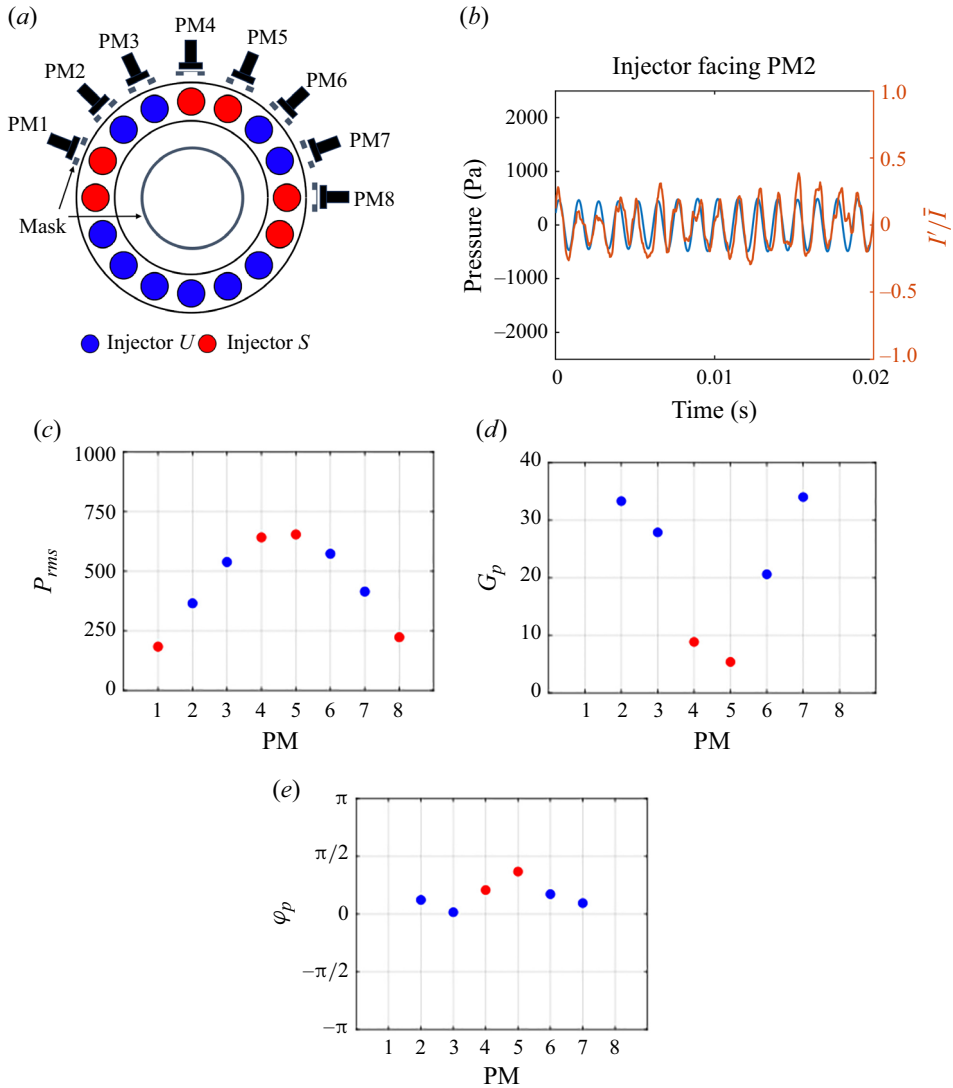 (a)
PM4
PM3
PM5
PM2
PM6
PM1
PM7
PM8
Mask
Injector U
Injector S
(b)
Injector facing PM2
Pressure (Pa)
2000
1000
0
−1000
−2000
1.0
0.5
0
−0.5
−1.0
I′/Ī
0
0.01
0.02
Time (s)
(c)
1000
750
500
250
0
P_rms
1 2 3 4 5 6 7 8
PM
(d)
40
30
20
10
0
G_p
1 2 3 4 5 6 7 8
PM
(e)
π
π/2
0
−π/2
−π
φ_p
1 2 3 4 5 6 7 8
PM